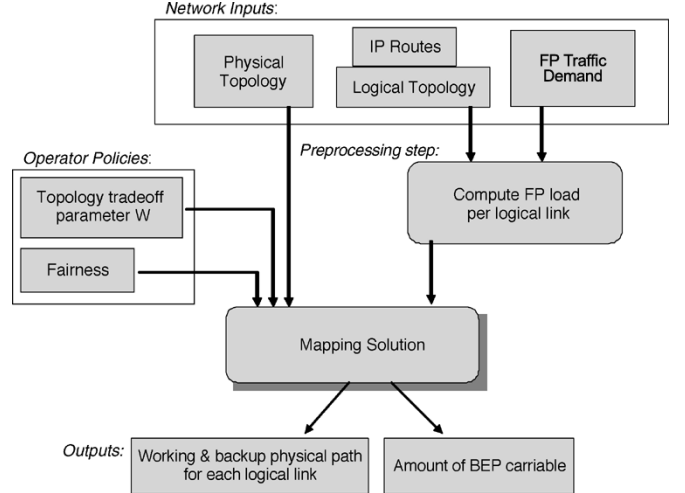 Network Inputs:
Physical
Topology
IP Routes
Logical Topology
FP Traffic
Demand
Operator Policies:
Preprocessing step:
Topology tradeoff
parameter W
Fairness
Compute FP load
per logical link
Mapping Solution
Outputs:
Working & backup physical path
for each logical link
Amount of BEP carriable